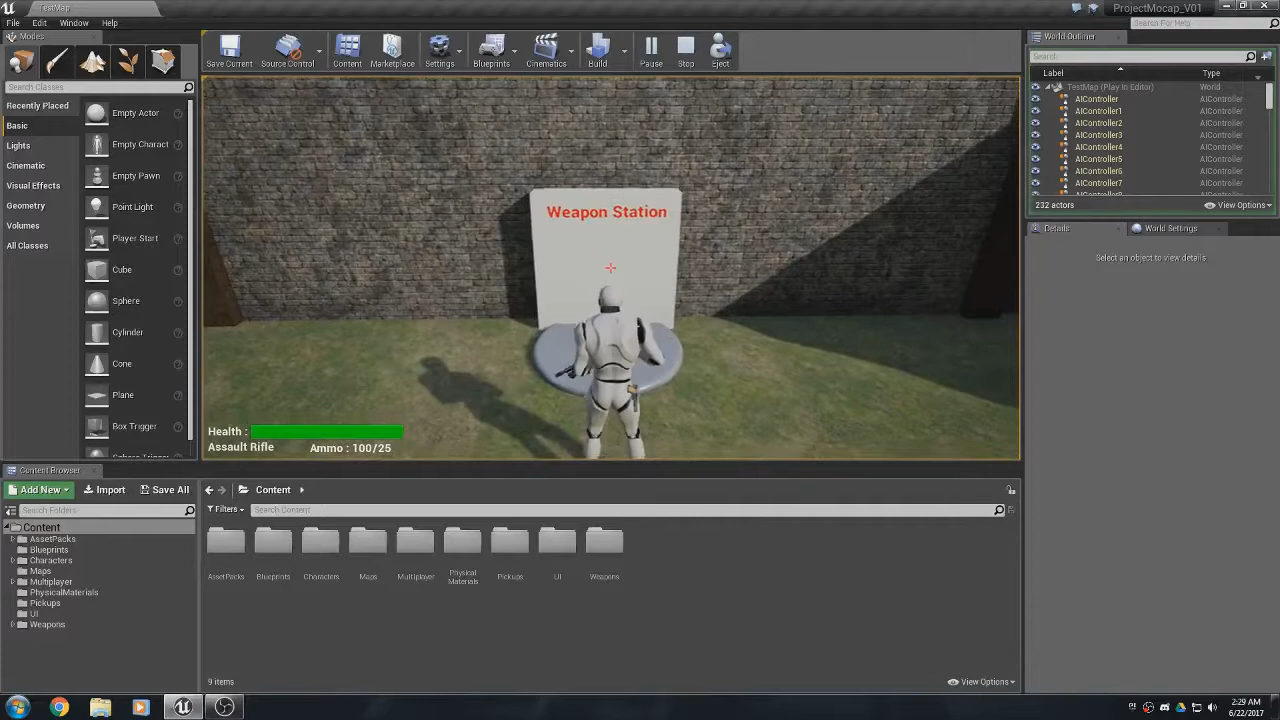 TestMap
ProjectMocap_V01
File Edit Window Help
Search For Help
Modes
Search Classes
Recently Placed
Basic
Lights
Cinematic
Visual Effects
Geometry
Volumes
All Classes
Empty Actor
Empty Charact
Empty Pawn
Point Light
Player Start
Cube
Sphere
Cylinder
Cone
Plane
Box Trigger
Sphere Trigger
Save Current
Source Control
Content
Marketplace
Settings
Blueprints
Cinematics
Build
Pause
Stop
Eject
Weapon Station
Health :
Assault Rifle Ammo : 100/25
World Outliner
Search
Label Type
TestMap (Play In Editor) World
AIController AIController
AIController1 AIController
AIController2 AIController
AIController3 AIController
AIController4 AIController
AIController5 AIController
AIController6 AIController
AIController7 AIController
232 actors View Options
Details
World Settings
Select an object to view details.
Content Browser
Add New Import Save All
Content
Search Folders
Content
AssetPacks
Blueprints
Characters
Maps
Multiplayer
PhysicalMaterials
Pickups
UI
Weapons
Filters Search Content
AssetPacks
Blueprints
Characters
Maps
Multiplayer
Physical
Materials
Pickups
UI
Weapons
9 items View Options
2:29 AM
6/22/2017